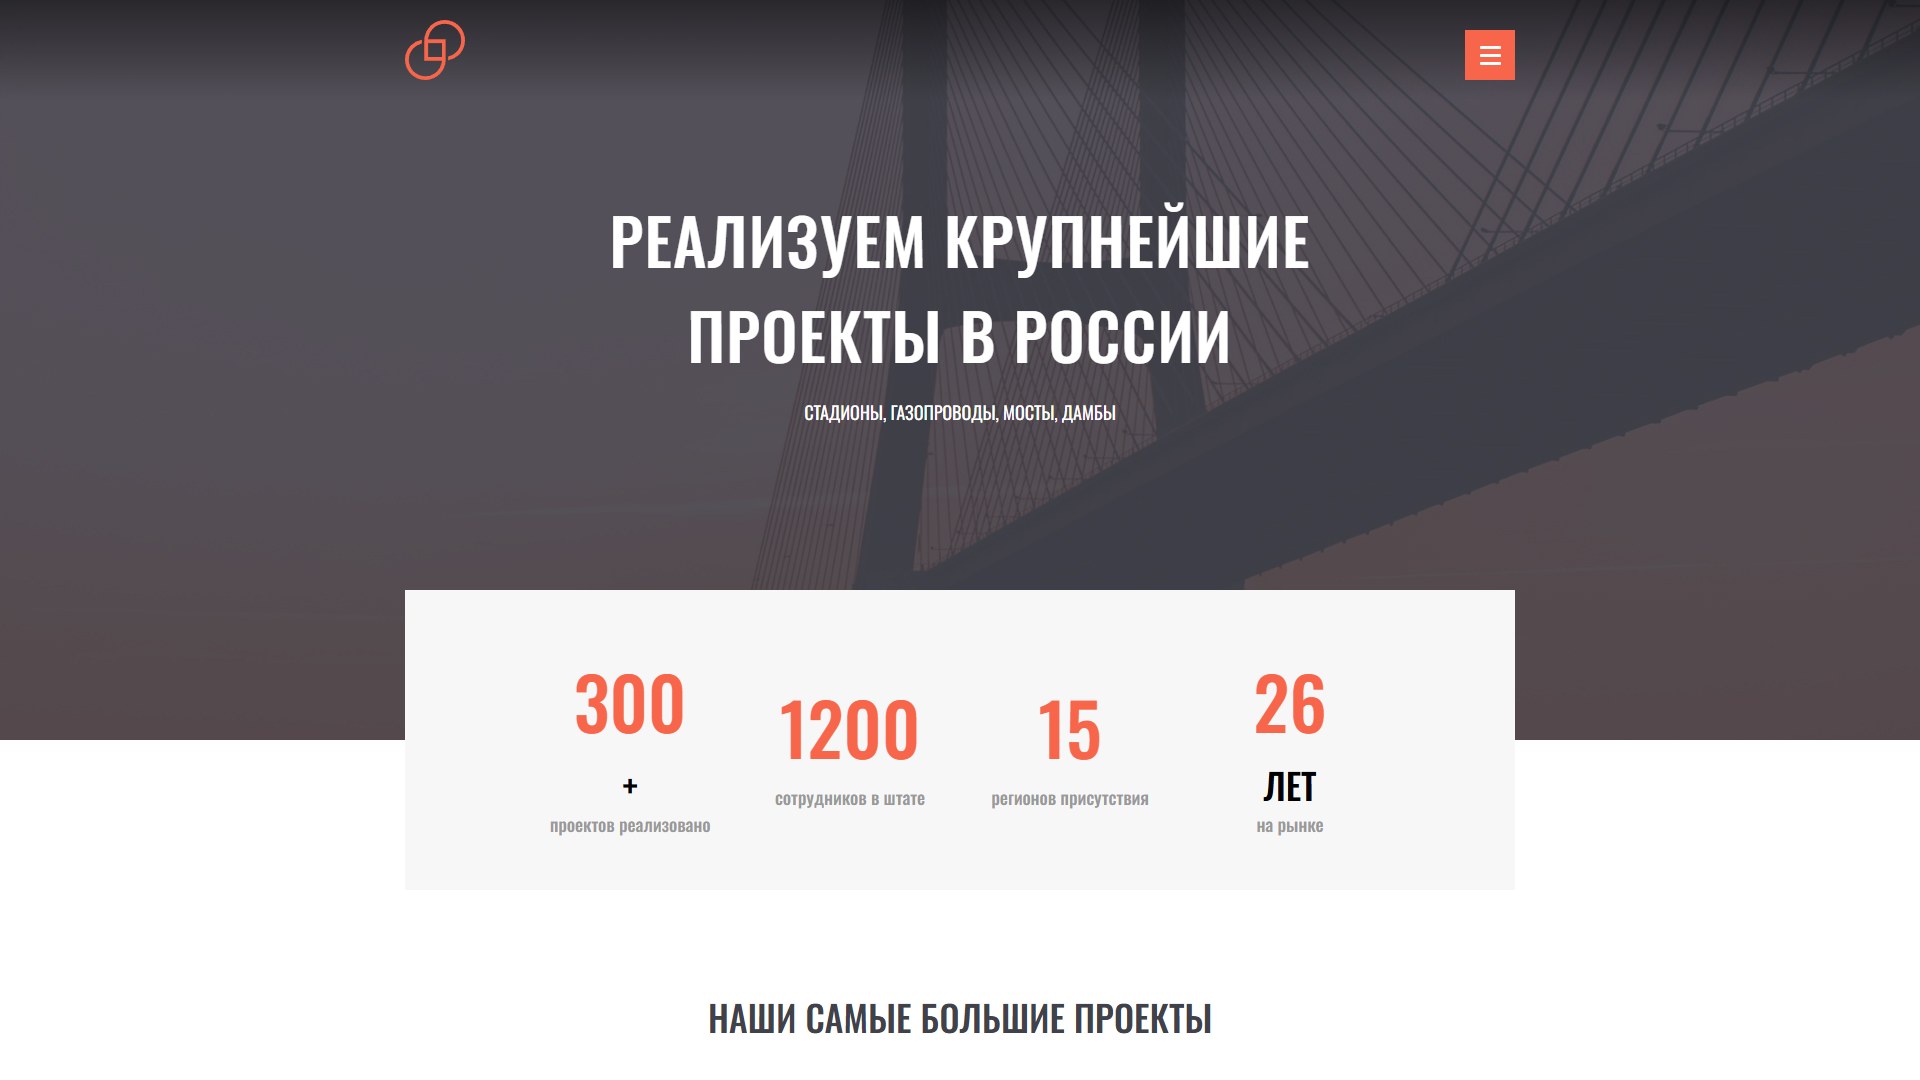 РЕАЛИЗУЕМ КРУПНЕЙШИЕ
ПРОЕКТЫ В РОССИИ
СТАДИОНЫ, ГАЗОПРОВОДЫ, МОСТЫ, ДАМБЫ
300
+
проектов реализовано
1200
сотрудников в штате
15
регионов присутствия
26
ЛЕТ
на рынке
НАШИ САМЫЕ БОЛЬШИЕ ПРОЕКТЫ